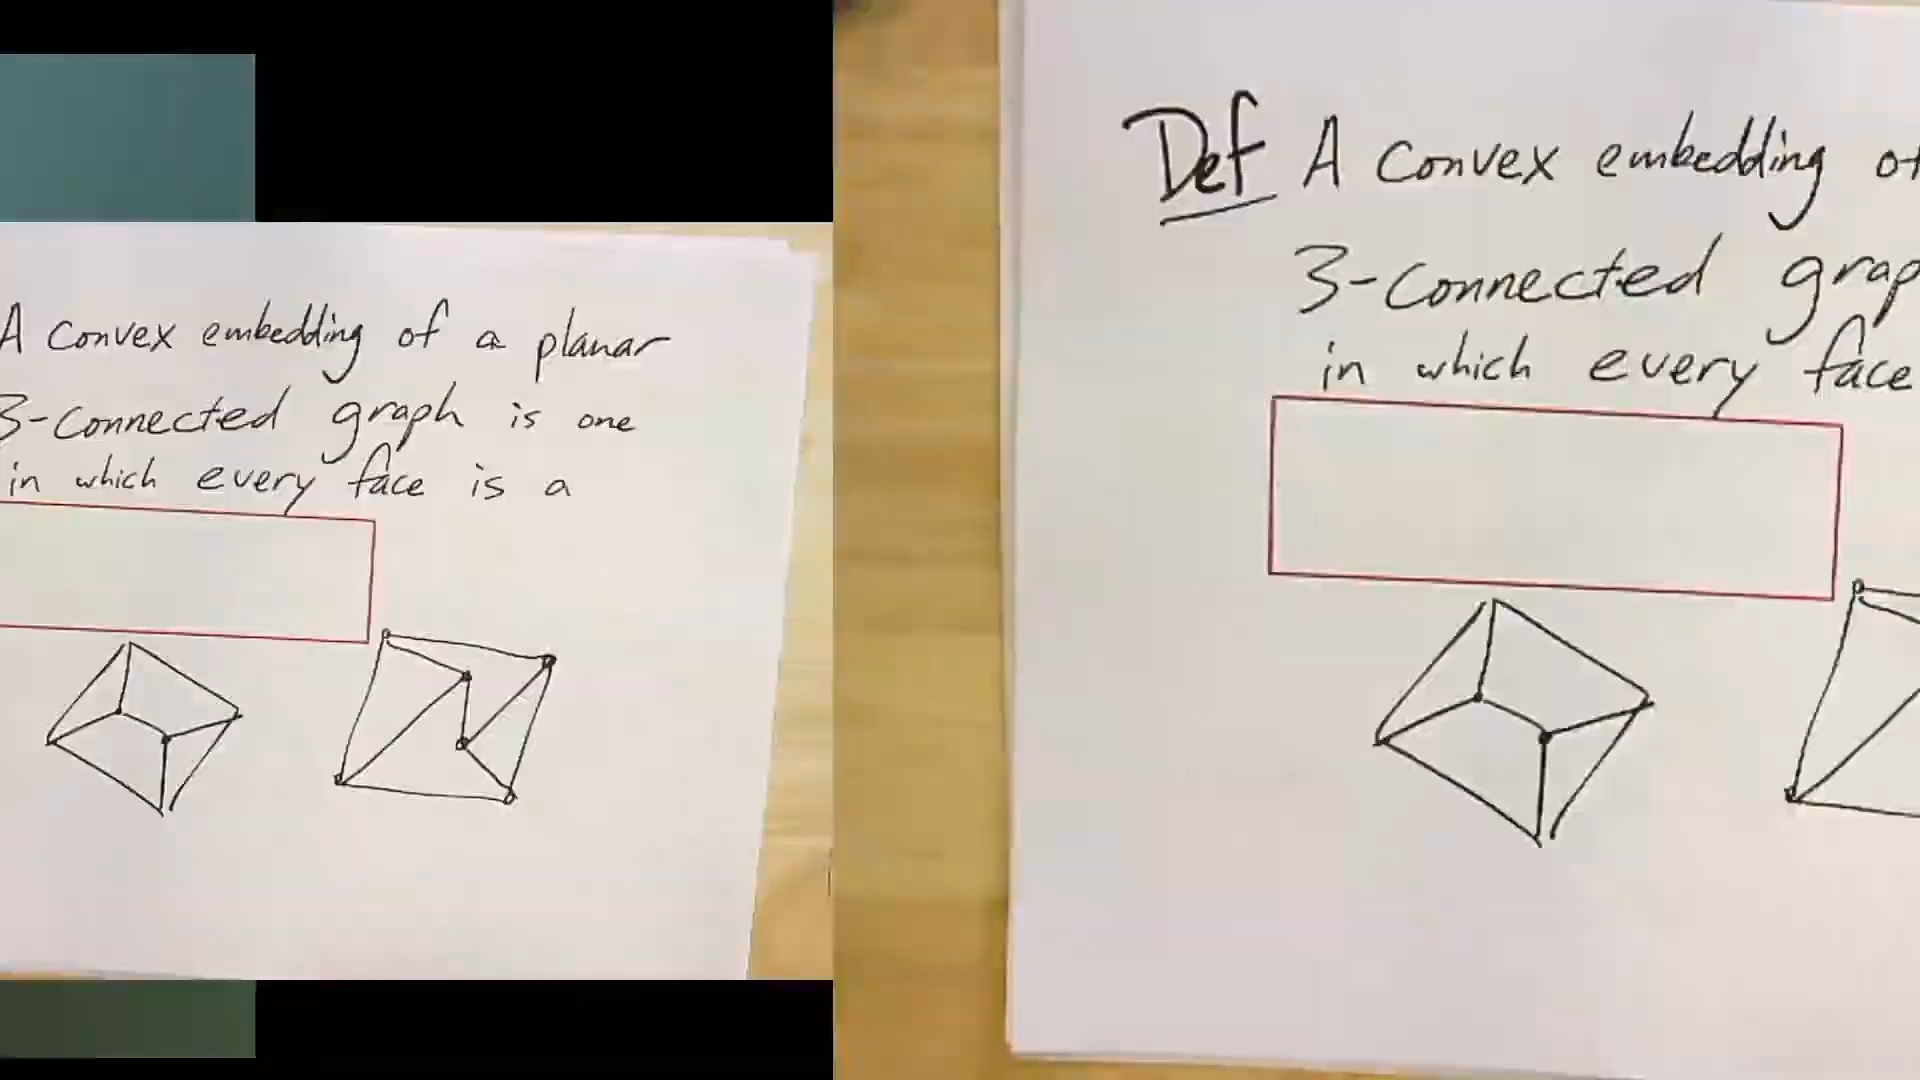 A convex embedding of a planar
3-connected graph is one
in which every face is a
Def A convex embedding of
3-connected grap
in which every face